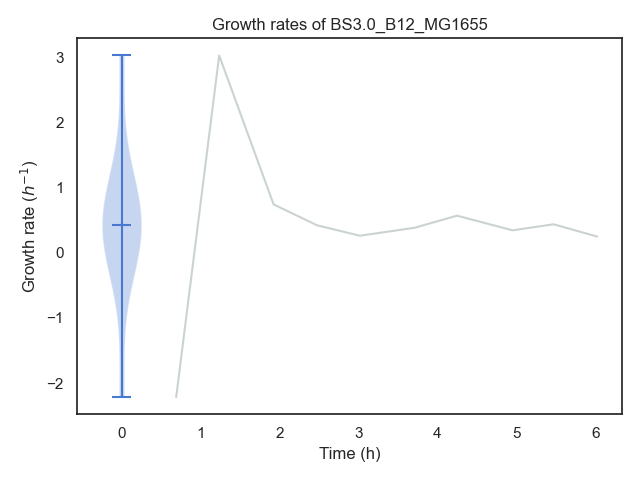 Growth rates of BS3.0_B12_MG1655
Growth rate (h⁻¹)
3
2
1
0
−1
−2
0 1 2 3 4 5 6
Time (h)